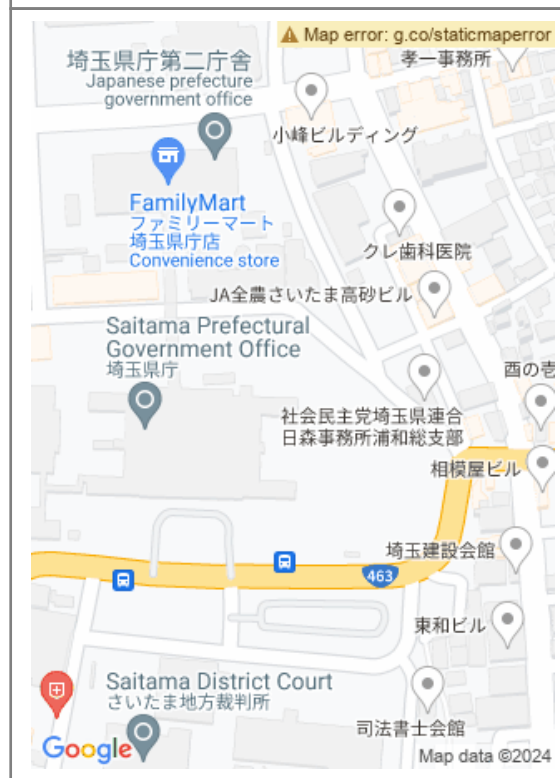 Map error: g.co/staticmaperror
埼玉県庁第二庁舎
Japanese prefecture
government office
孝一事務所
小峰ビルディング
FamilyMart
ファミリーマート
埼玉県庁店
Convenience store
クレ歯科医院
JA全農さいたま高砂ビル
Saitama Prefectural
Government Office
埼玉県庁
酉の壱
社会民主党埼玉県連合
日森事務所浦和総支部
相模屋ビル
埼玉建設会館
463
東和ビル
Saitama District Court
さいたま地方裁判所
司法書士会館
Google
Map data ©2024